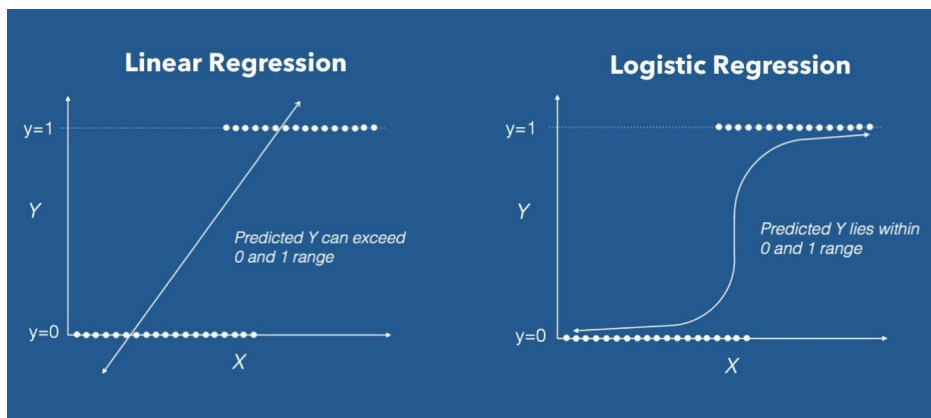 Linear Regression
y=1
Y
Predicted Y can exceed
0 and 1 range
y=0
X
Logistic Regression
y=1
Y
Predicted Y lies within
0 and 1 range
y=0
X